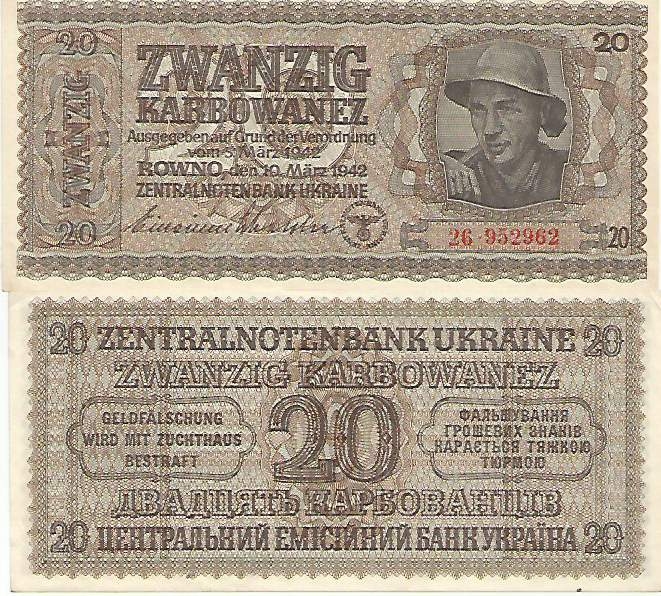 20
20
ZWANZIG
ZWANZIG
KARBOWANEZ
Ausgegeben auf Grund der Verordnung
vom 5. März 1942
ROWNO, den 10. März 1942
ZENTRALNOTENBANK UKRAINE
20
26·952962
20
20 ZENTRALNOTENBANK UKRAINE 20
ZWANZIG KARBOWANEZ
GELDFÄLSCHUNG
WIRD MIT ZUCHTHAUS
BESTRAFT
20
ФАЛЬШУВАННЯ
ГРОШЕВИХ ЗНАКІВ
КАРАЄТЬСЯ ТЯЖКОЮ
ТЮРМОЮ
ДВАДЦЯТЬ КАРБОВАНЦІВ
20 ЦЕНТРАЛЬНИЙ ЕМІСІЙНИЙ БАНК УКРАЇНА 20